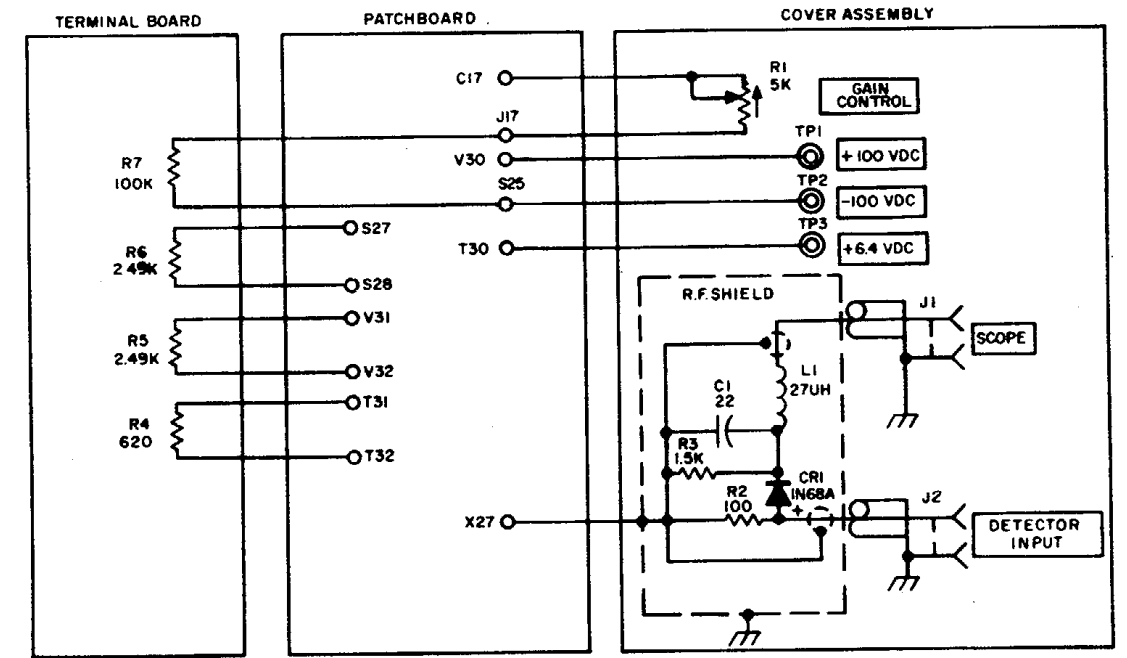 TERMINAL BOARD
PATCHBOARD
COVER ASSEMBLY
C17
R1
5K
GAIN
CONTROL
J17
R7
100K
V30
TP1
+100 VDC
S25
TP2
-100 VDC
S27
T30
TP3
+6.4 VDC
R6
2.49K
S28
R.F. SHIELD
V31
J1
SCOPE
R5
2.49K
V32
L1
27UH
C1
22
T31
R4
620
T32
R3
1.5K
CR1
1N68A
+
R2
100
X27
J2
DETECTOR
INPUT